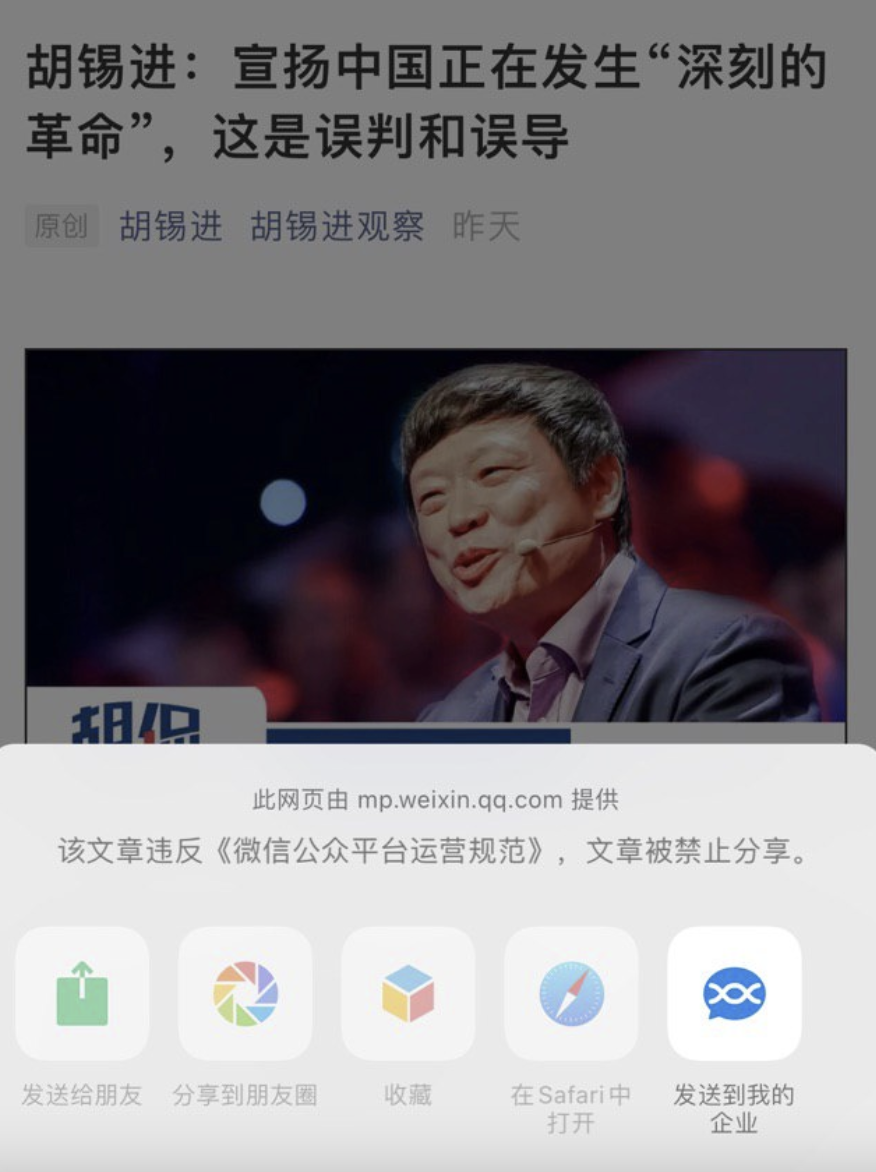 胡锡进：宣扬中国正在发生“深刻的
革命”，这是误判和误导
原创 胡锡进 胡锡进观察 昨天
胡侃
此网页由 mp.weixin.qq.com 提供
该文章违反《微信公众平台运营规范》，文章被禁止分享。
发送给朋友 分享到朋友圈 收藏 在Safari中
打开 发送到我的
企业